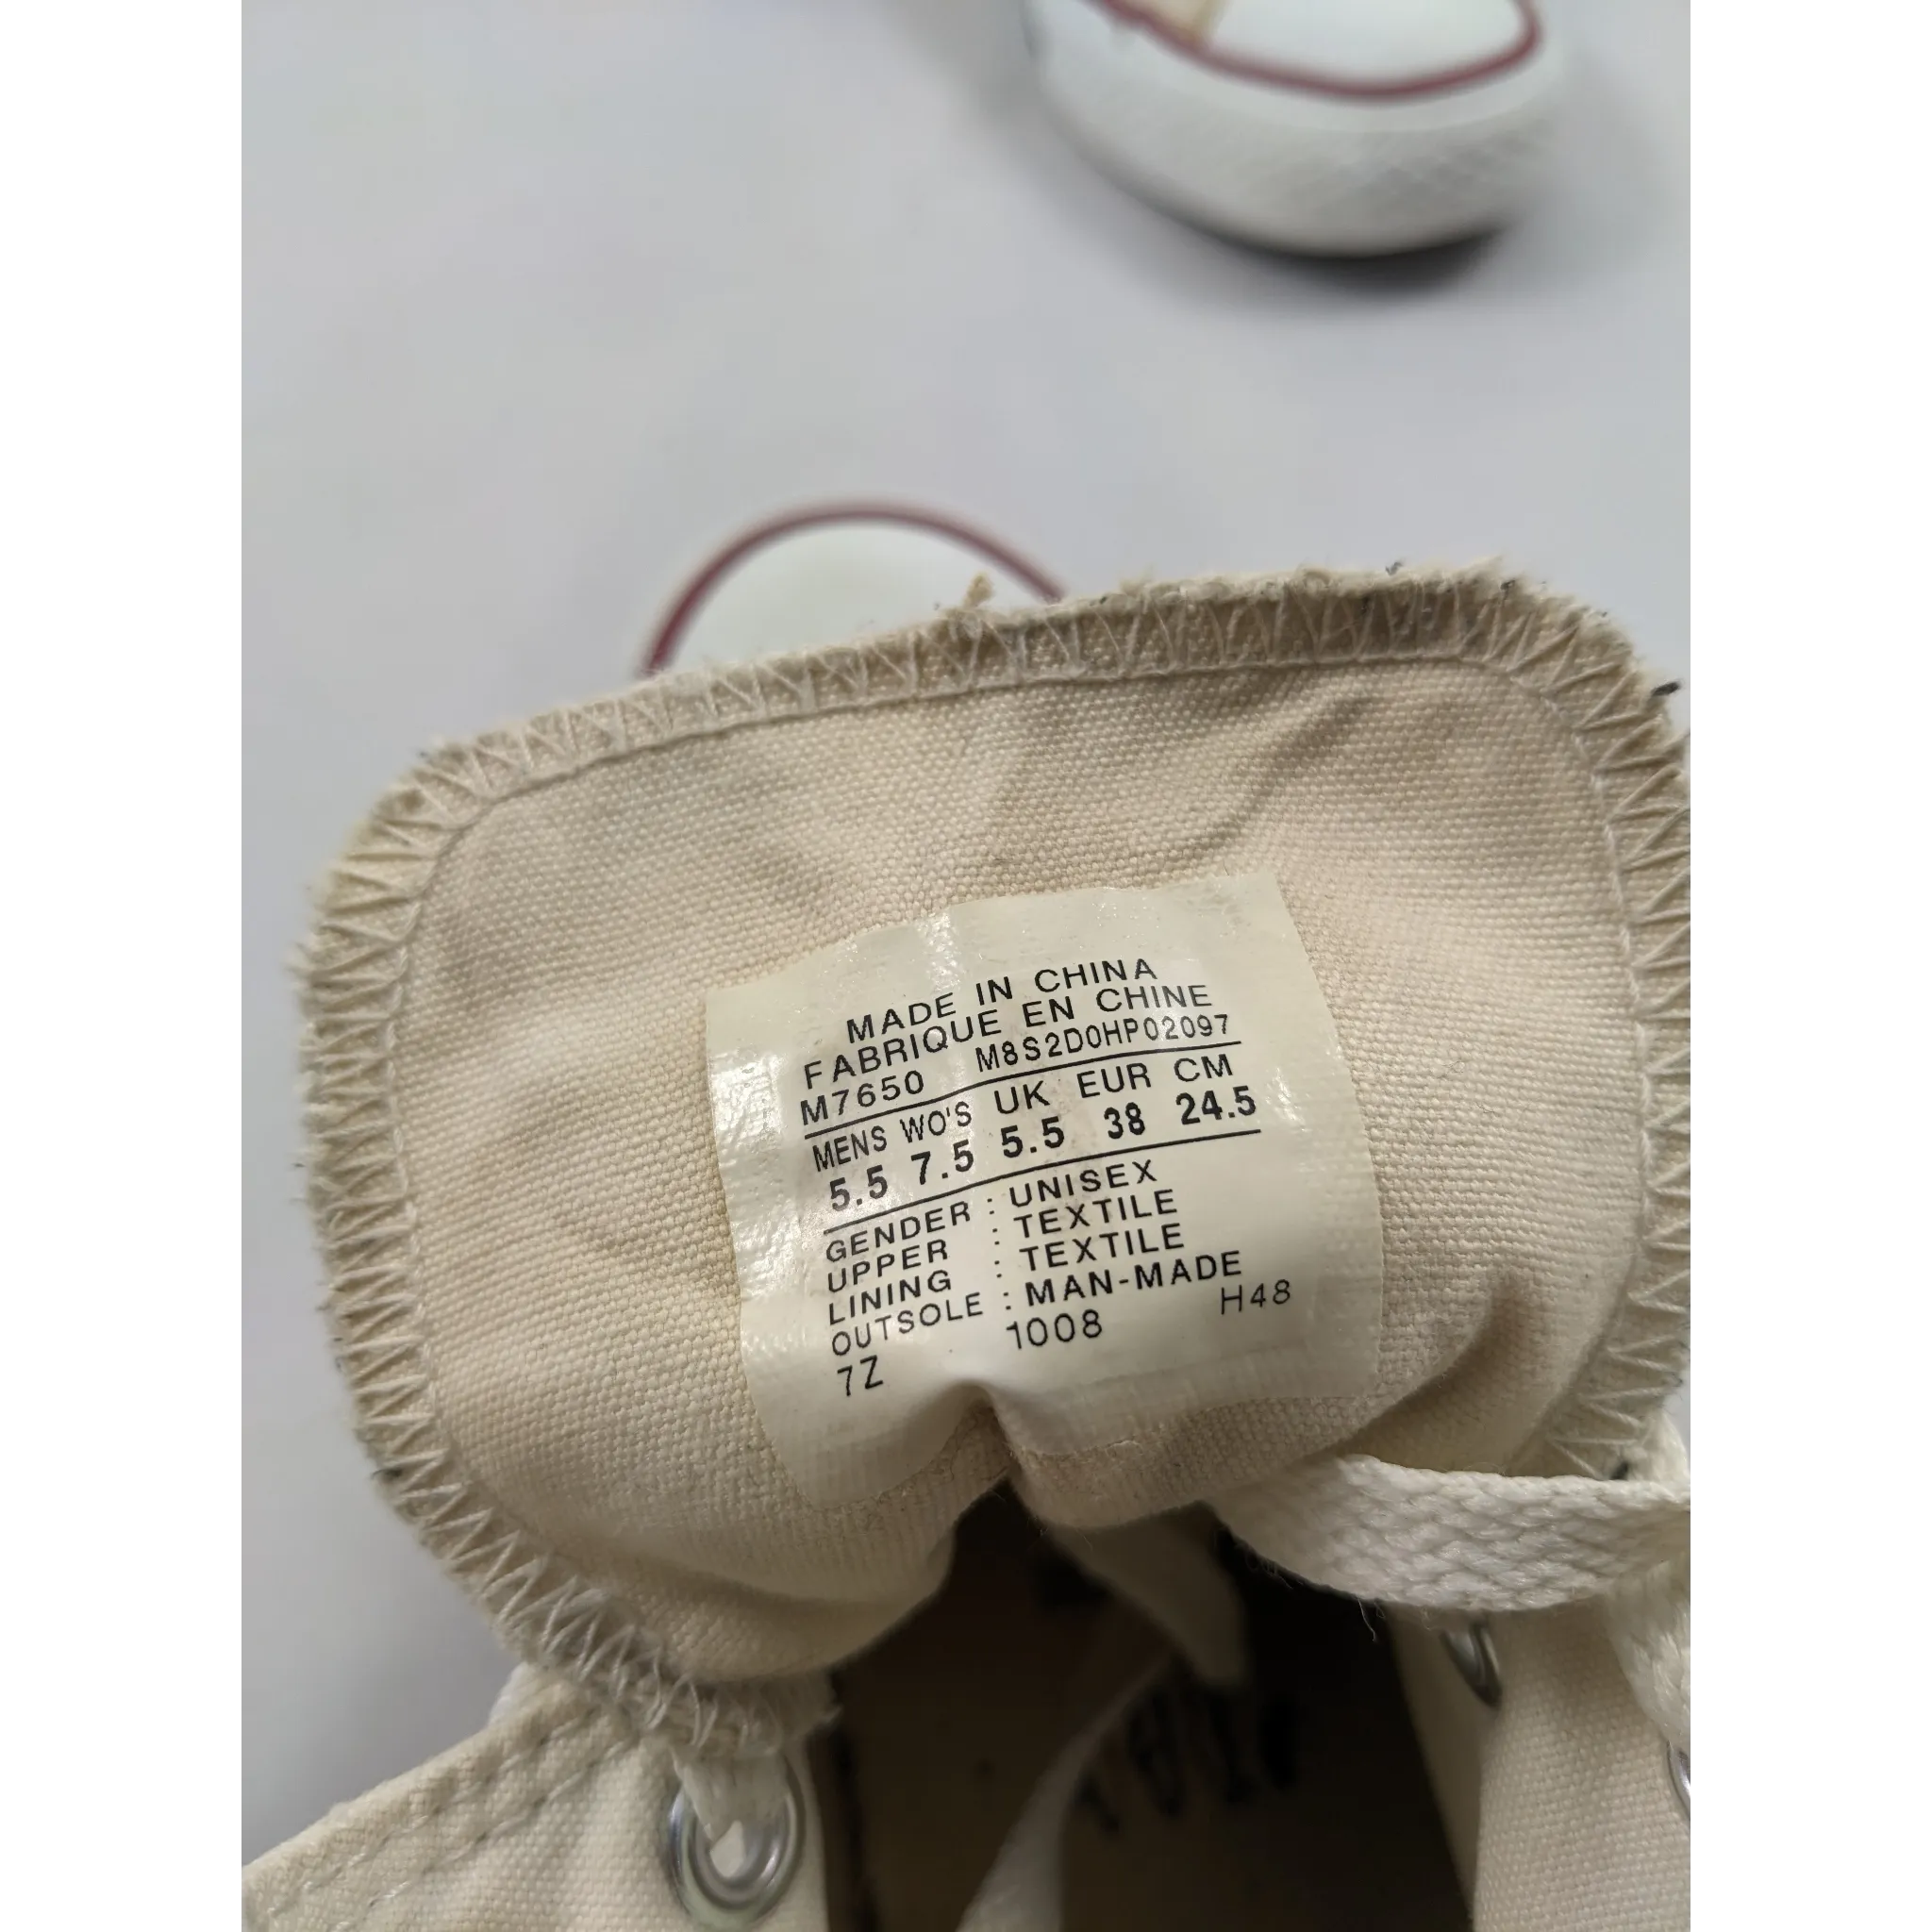 MADE IN CHINA
FABRIQUE EN CHINE
M7650 M8S2D0HP02097
MENS WO'S UK EUR CM
5.5 7.5 5.5 38 24.5
GENDER : UNISEX
UPPER : TEXTILE
LINING : TEXTILE
OUTSOLE : MAN-MADE
7Z 1008 H48